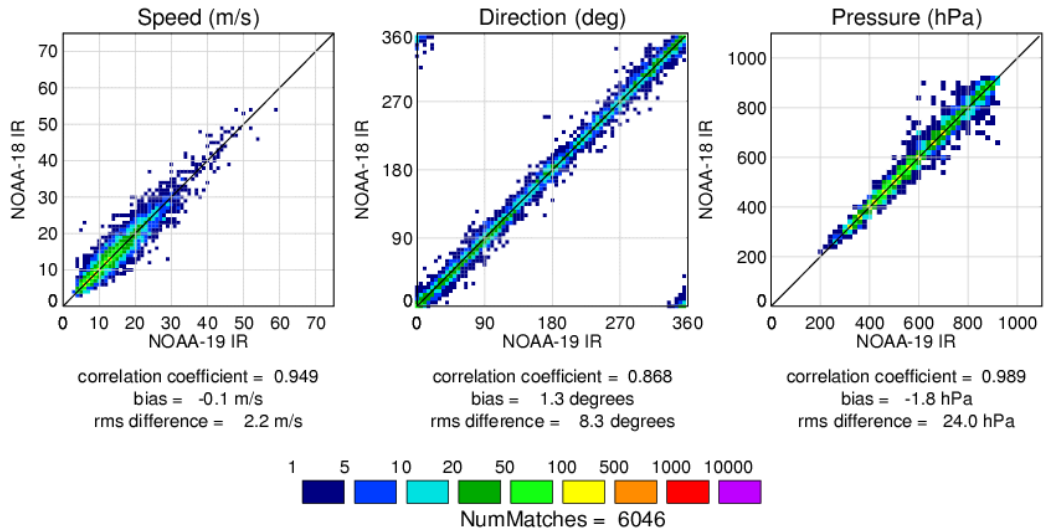 Speed (m/s)
Direction (deg)
Pressure (hPa)
70
60
50
40
30
20
10
0
NOAA-18 IR
0 10 20 30 40 50 60 70
NOAA-19 IR
360
270
180
90
0
NOAA-18 IR
0 90 180 270 360
NOAA-19 IR
1000
800
600
400
200
0
NOAA-18 IR
0 200 400 600 800 1000
NOAA-19 IR
correlation coefficient = 0.949
bias = -0.1 m/s
rms difference = 2.2 m/s
correlation coefficient = 0.868
bias = 1.3 degrees
rms difference = 8.3 degrees
correlation coefficient = 0.989
bias = -1.8 hPa
rms difference = 24.0 hPa
1 5 10 20 50 100 500 1000 10000
NumMatches = 6046